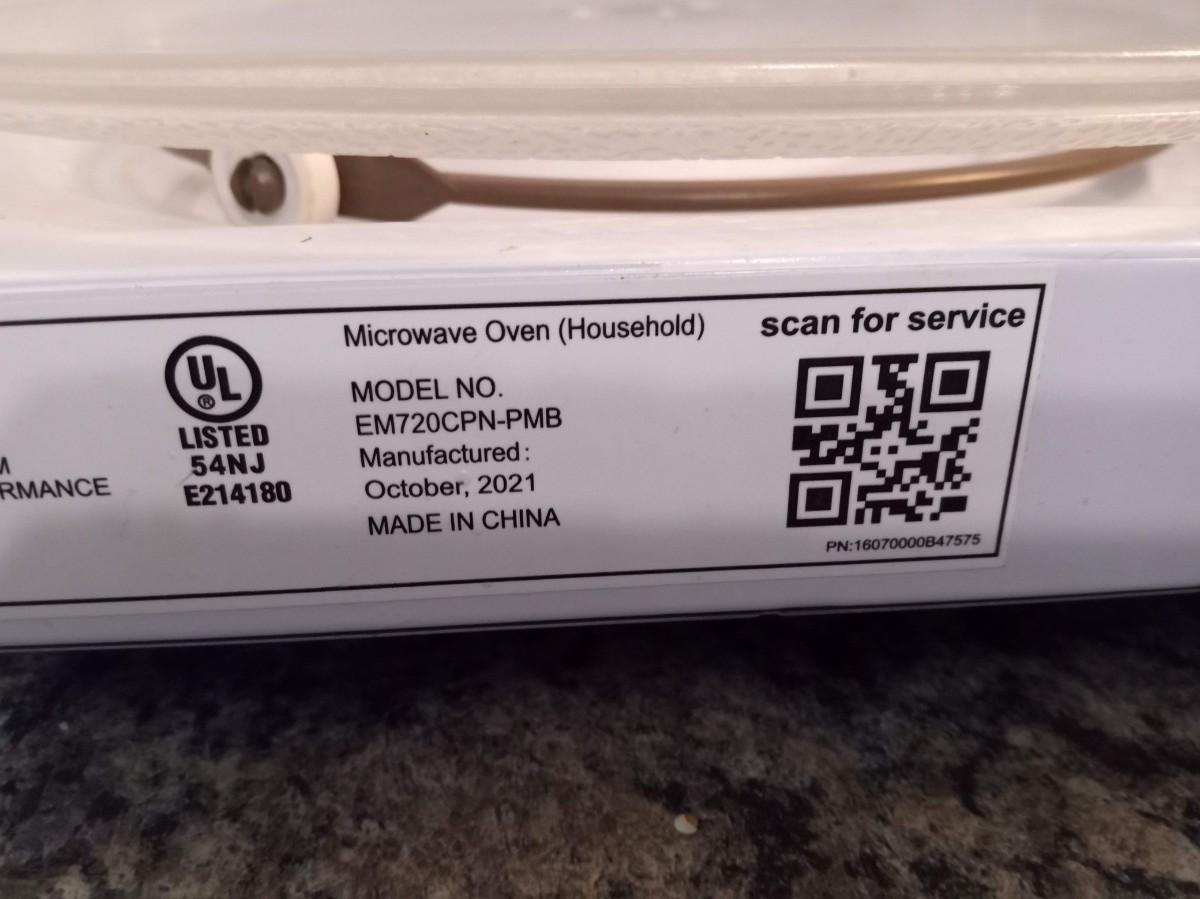 M
RMANCE
UL
®
LISTED
54NJ
E214180
Microwave Oven (Household)
MODEL NO.
EM720CPN-PMB
Manufactured:
October, 2021
MADE IN CHINA
scan for service
PN:16070000B47575